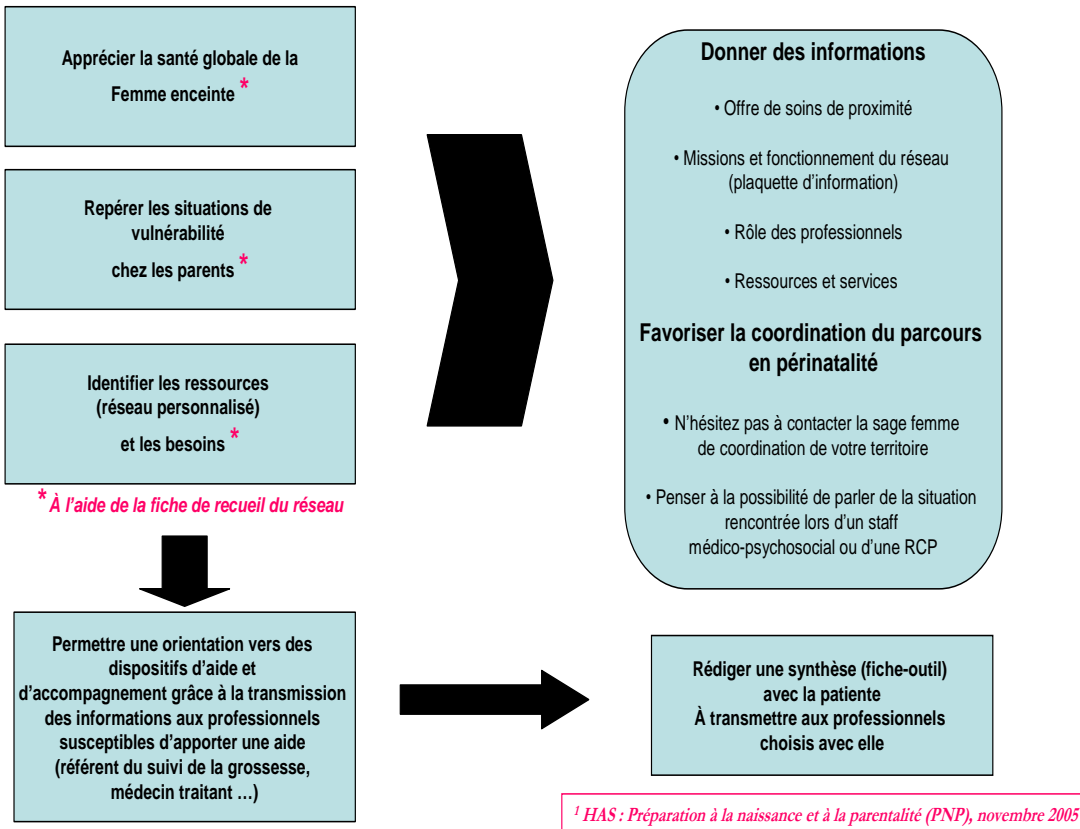 Apprécier la santé globale de la
Femme enceinte *
Repérer les situations de
vulnérabilité
chez les parents *
Identifier les ressources
(réseau personnalisé)
et les besoins *
* À l'aide de la fiche de recueil du réseau
Permettre une orientation vers des
dispositifs d'aide et
d'accompagnement grâce à la transmission
des informations aux professionnels
susceptibles d'apporter une aide
(référent du suivi de la grossesse,
médecin traitant …)
Donner des informations
• Offre de soins de proximité
• Missions et fonctionnement du réseau
(plaquette d'information)
• Rôle des professionnels
• Ressources et services
Favoriser la coordination du parcours
en périnatalité
• N'hésitez pas à contacter la sage femme
de coordination de votre territoire
• Penser à la possibilité de parler de la situation
rencontrée lors d'un staff
médico-psychosocial ou d'une RCP
Rédiger une synthèse (fiche-outil)
avec la patiente
À transmettre aux professionnels
choisis avec elle
¹ HAS : Préparation à la naissance et à la parentalité (PNP), novembre 2005